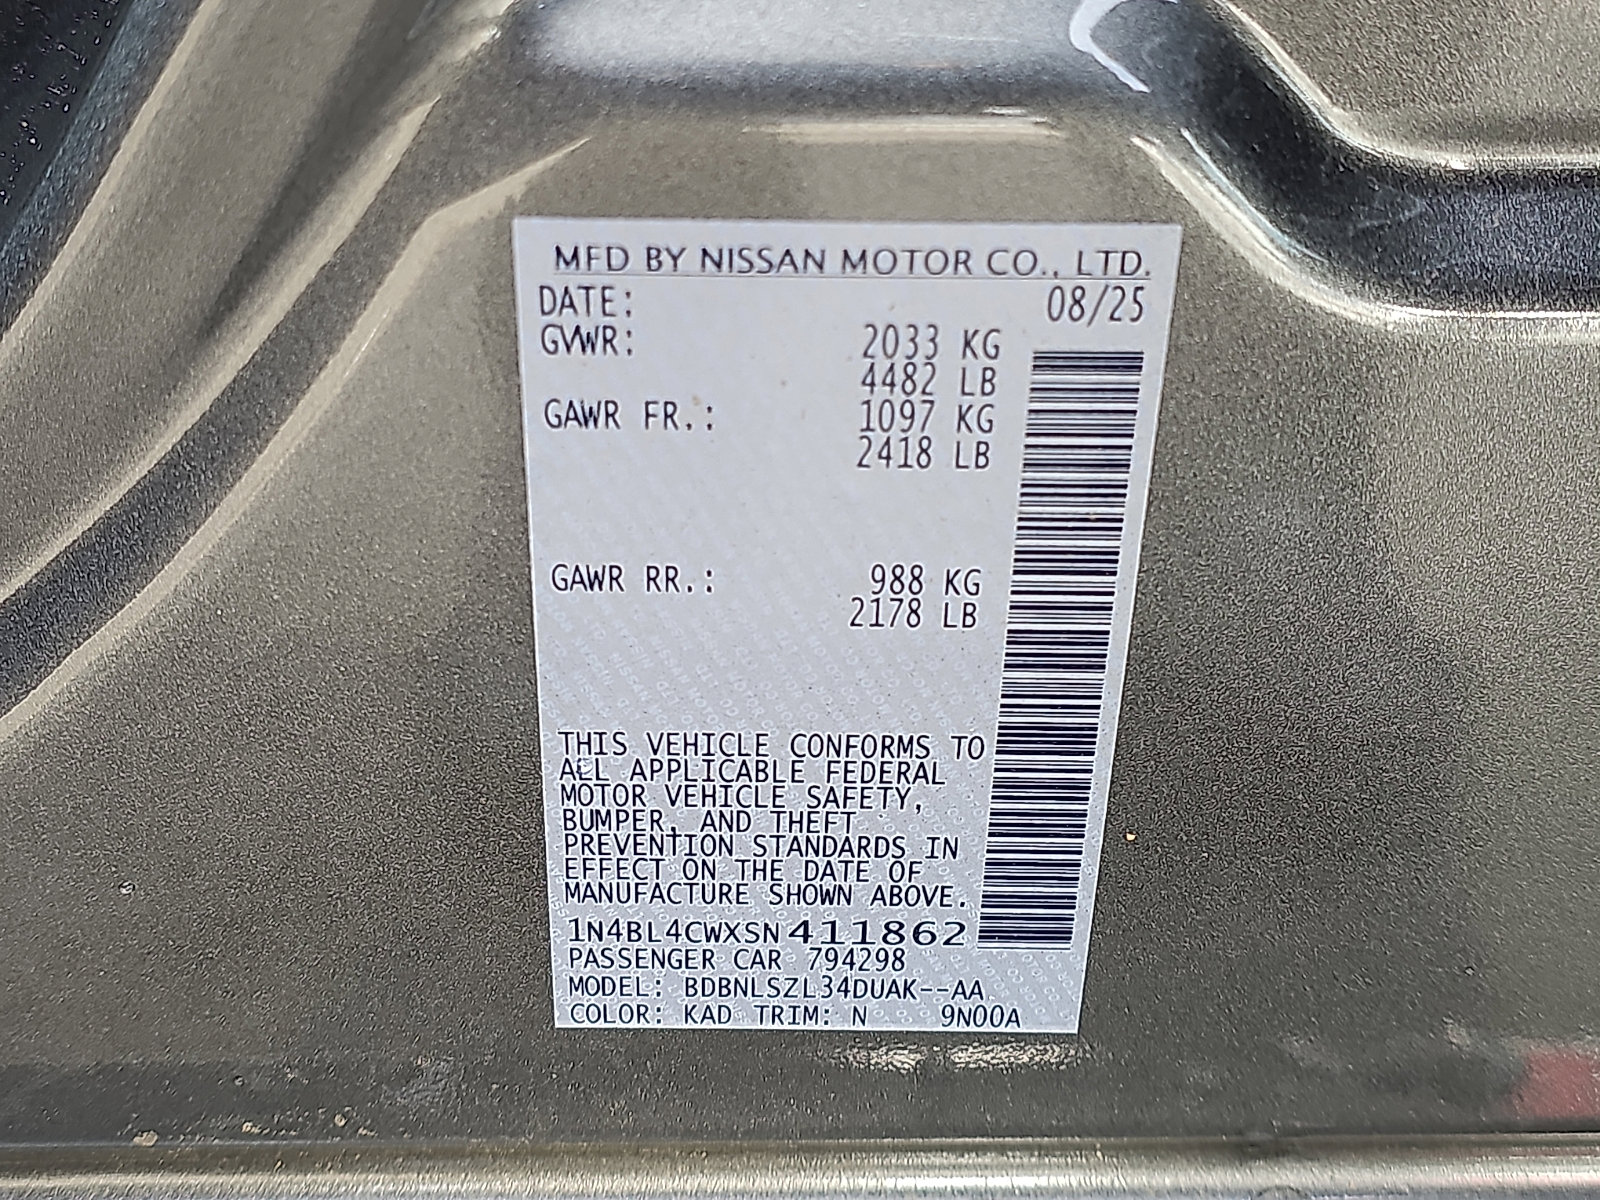 MFD BY NISSAN MOTOR CO., LTD.
DATE: 08/25
GVWR: 2033 KG
4482 LB
GAWR FR.: 1097 KG
2418 LB
GAWR RR.: 988 KG
2178 LB
THIS VEHICLE CONFORMS TO
ALL APPLICABLE FEDERAL
MOTOR VEHICLE SAFETY,
BUMPER, AND THEFT
PREVENTION STANDARDS IN
EFFECT ON THE DATE OF
MANUFACTURE SHOWN ABOVE.
1N4BL4CWXSN411862
PASSENGER CAR 794298
MODEL: BDBNLSZL34DUAK--AA
COLOR: KAD TRIM: N 9N00A